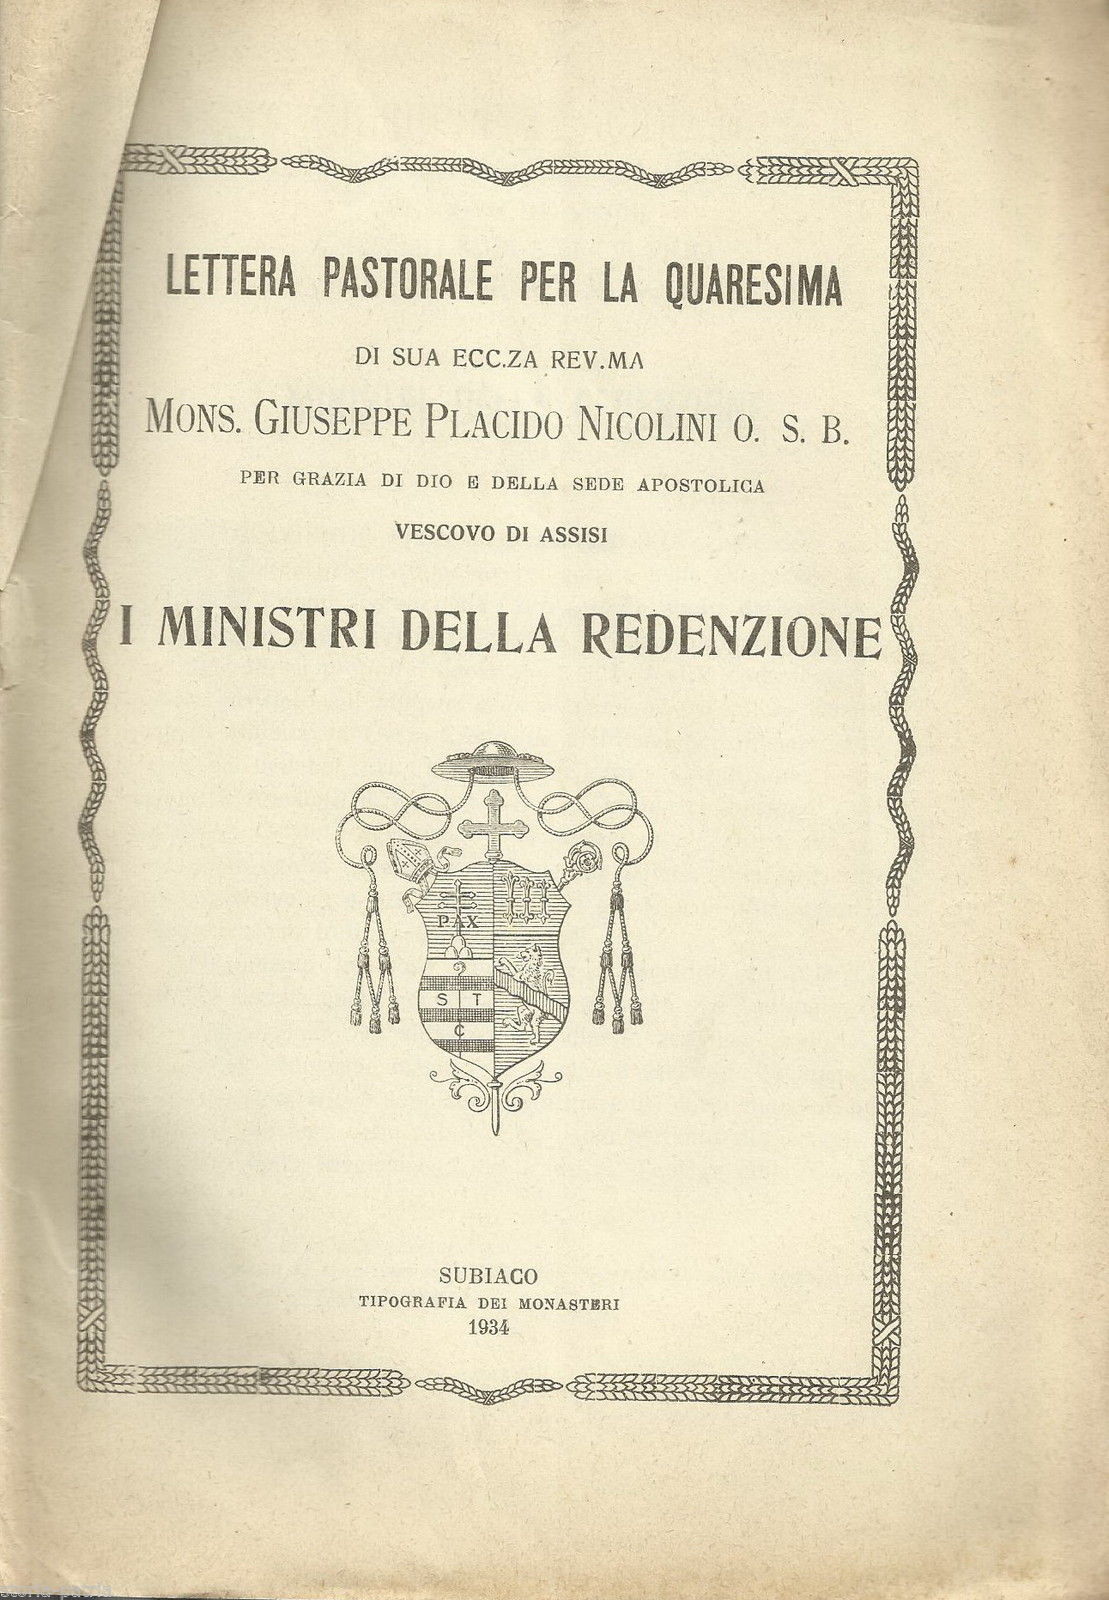 LETTERA PASTORALE PER LA QUARESIMA
DI SUA ECC.ZA REV.MA
MONS. GIUSEPPE PLACIDO NICOLINI O. S. B.
PER GRAZIA DI DIO E DELLA SEDE APOSTOLICA
VESCOVO DI ASSISI
I MINISTRI DELLA REDENZIONE
PAX
S T
C
SUBIACO
TIPOGRAFIA DEI MONASTERI
1934